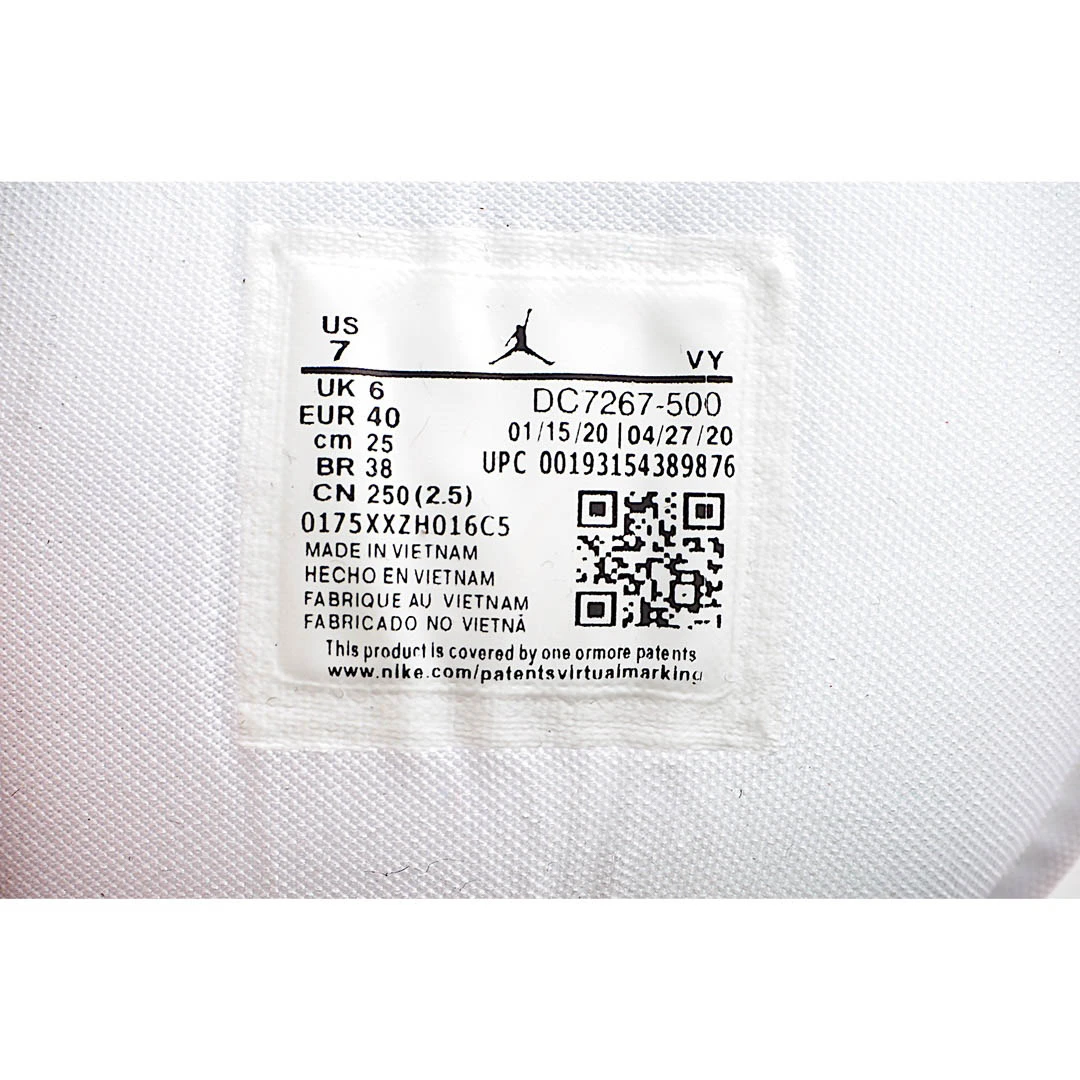 US
7
VY
UK 6
EUR 40
cm 25
BR 38
CN 250 (2.5)
DC7267-500
01/15/20 | 04/27/20
UPC 00193154389876
0175XXZH016C5
MADE IN VIETNAM
HECHO EN VIETNAM
FABRIQUE AU VIETNAM
FABRICADO NO VIETNÃ
This product is covered by one ormore patents
www.nike.com/patentsvirtualmarking